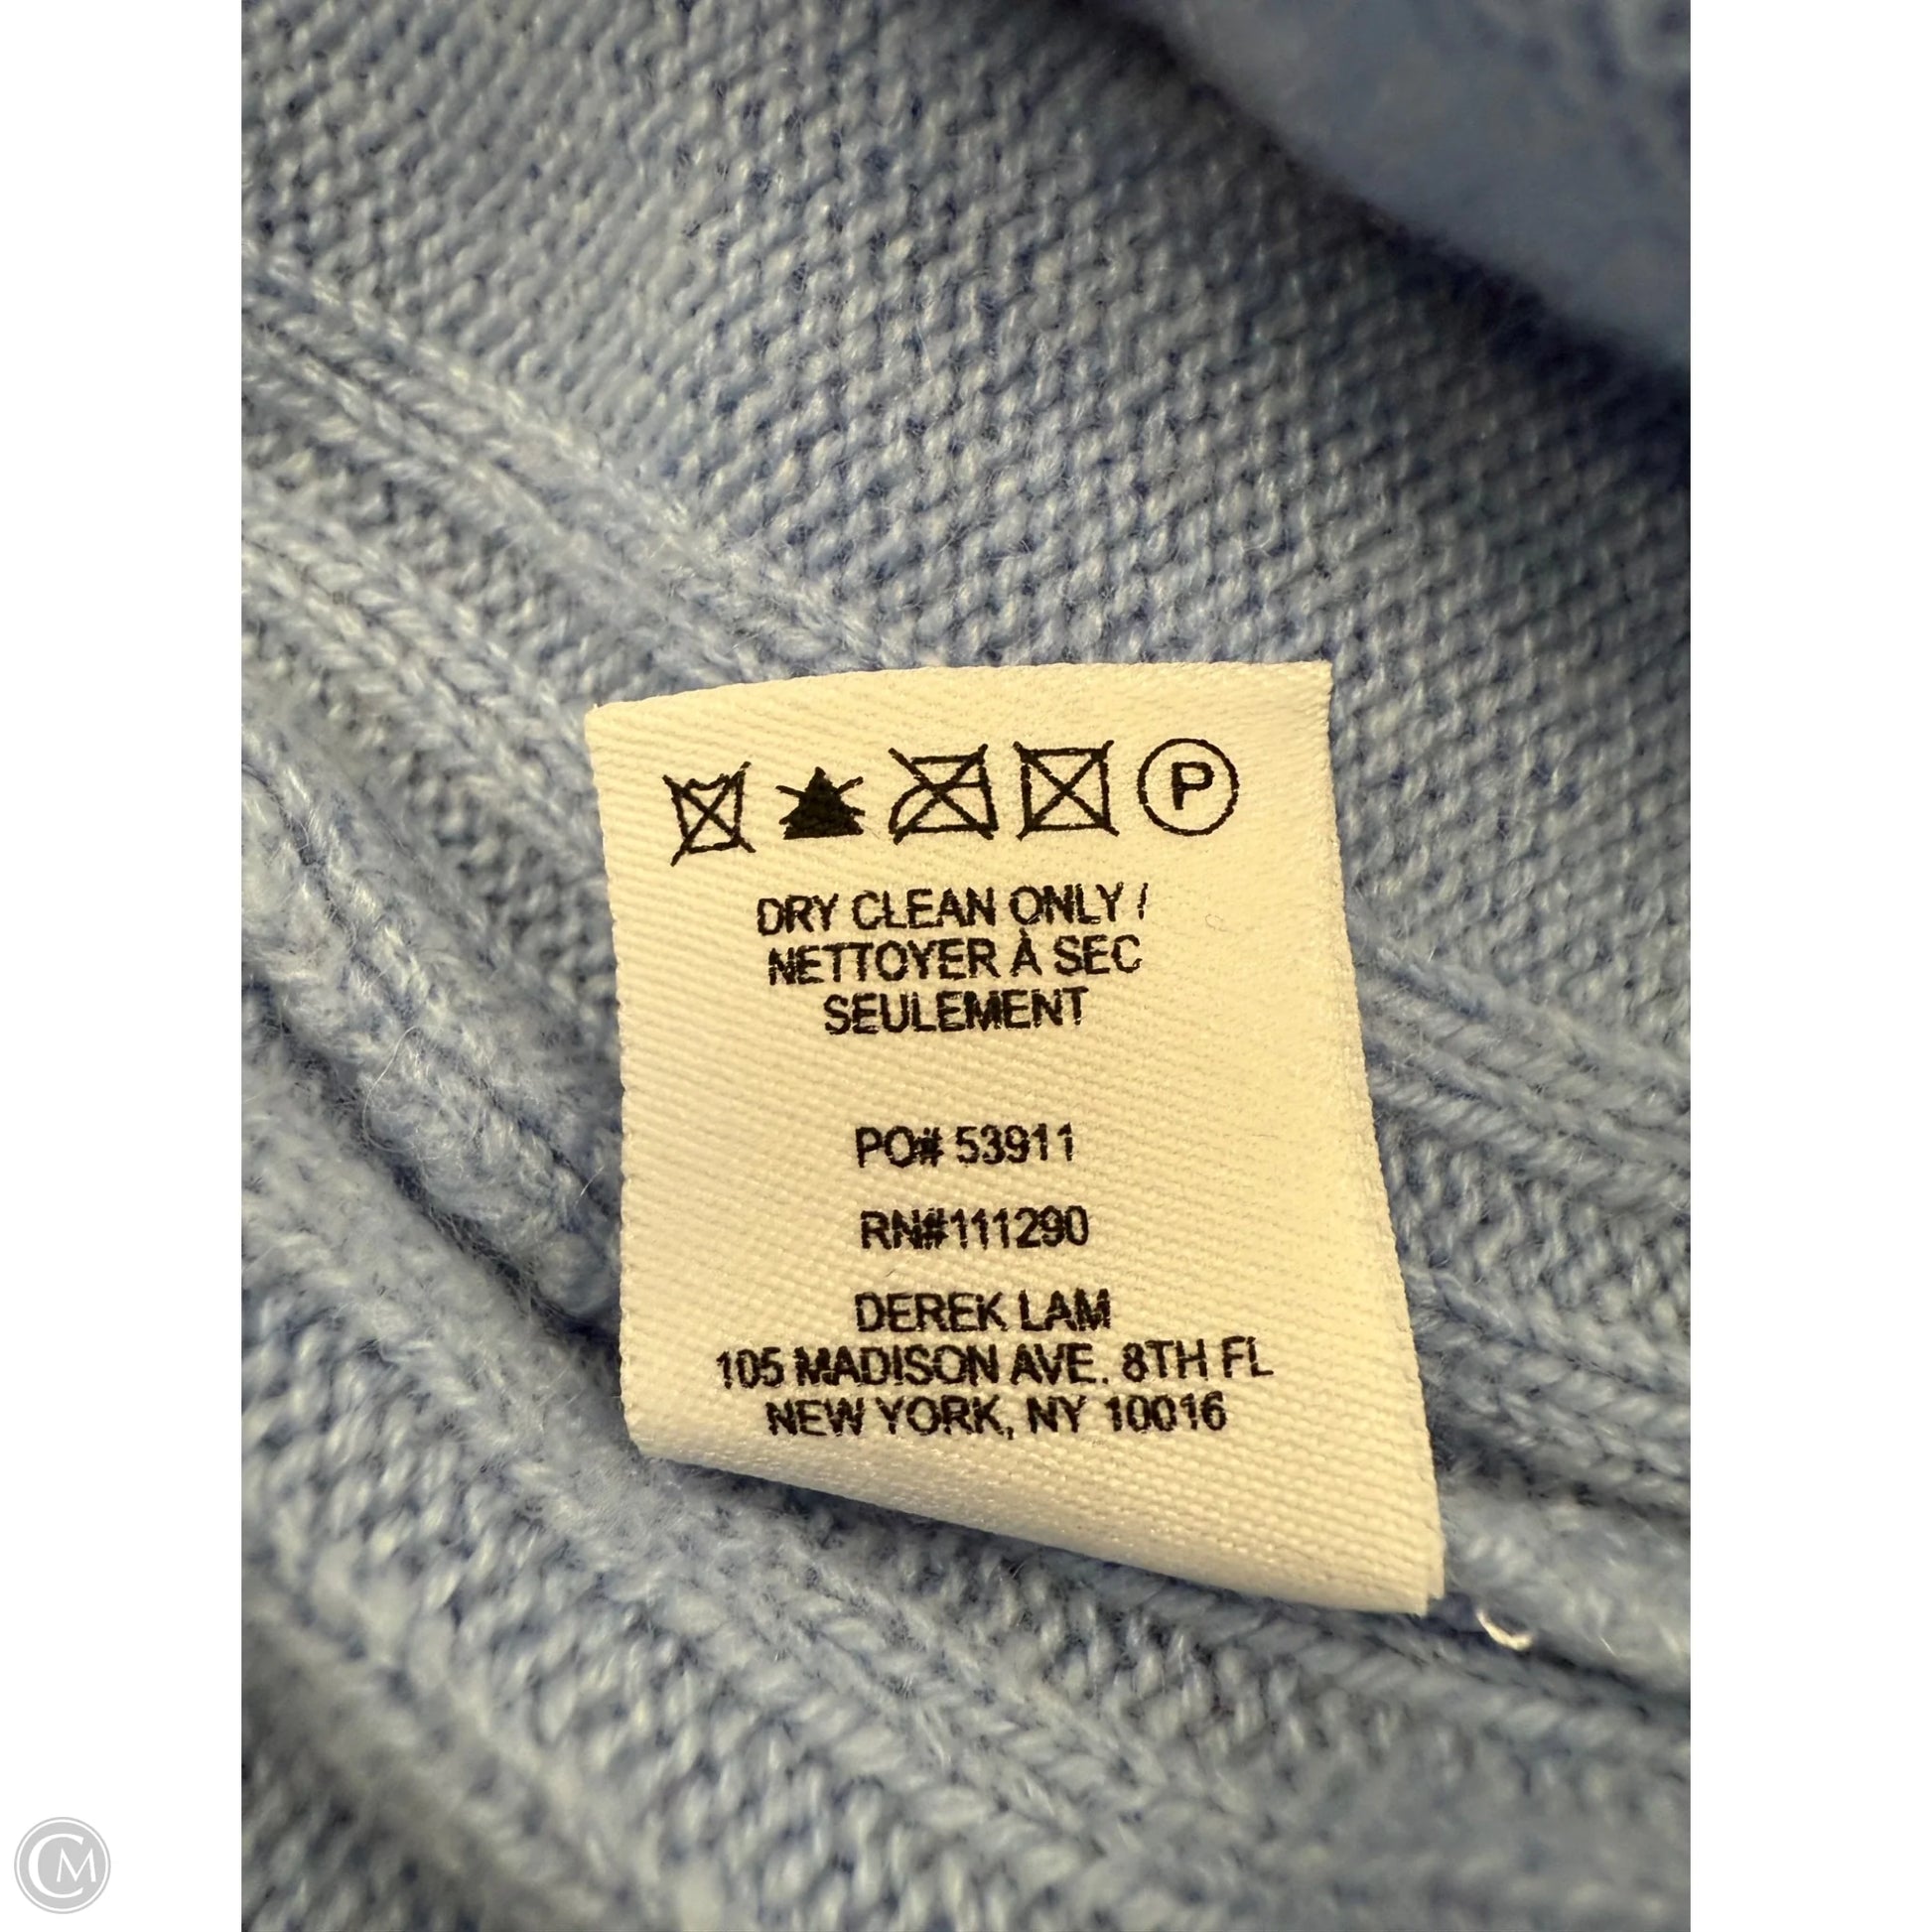 P
DRY CLEAN ONLY /
NETTOYER À SEC
SEULEMENT
PO# 53911
RN#111290
DEREK LAM
105 MADISON AVE. 8TH FL
NEW YORK, NY 10016
CM